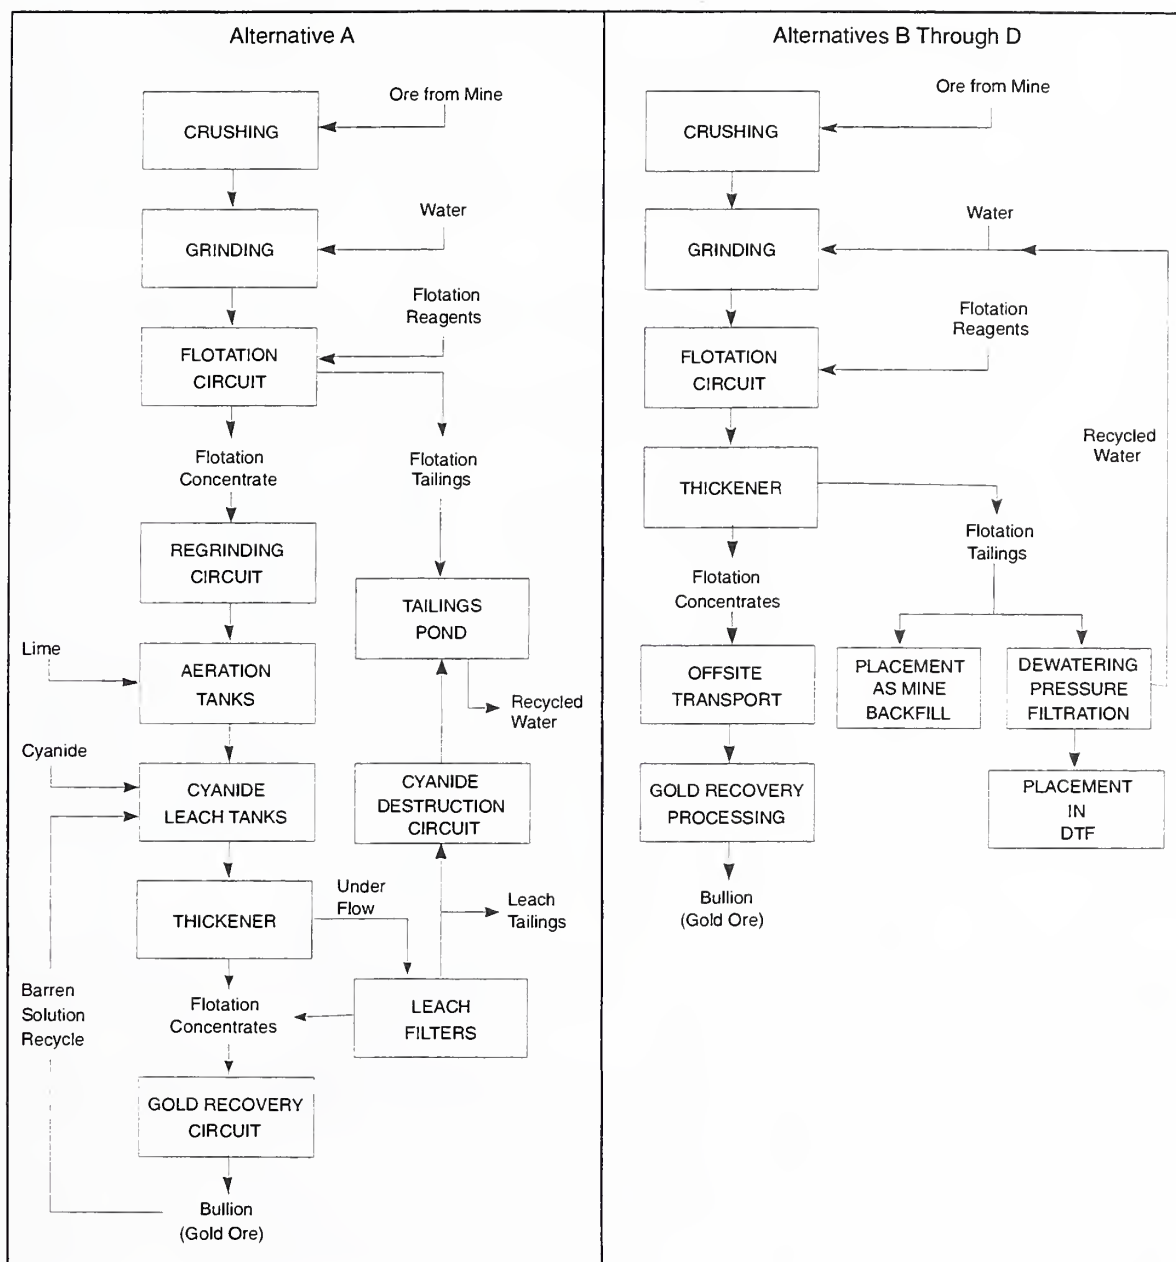 Alternative A
Ore from Mine
CRUSHING
Water
GRINDING
Flotation
Reagents
FLOTATION
CIRCUIT
Flotation
Concentrate
Flotation
Tailings
REGRINDING
CIRCUIT
TAILINGS
POND
Lime
AERATION
TANKS
Recycled
Water
Cyanide
CYANIDE
LEACH TANKS
CYANIDE
DESTRUCTION
CIRCUIT
Under
Flow
Leach
Tailings
THICKENER
Barren
Solution
Recycle
Flotation
Concentrates
LEACH
FILTERS
GOLD RECOVERY
CIRCUIT
Bullion
(Gold Ore)
Alternatives B Through D
Ore from Mine
CRUSHING
Water
GRINDING
Flotation
Reagents
FLOTATION
CIRCUIT
Recycled
Water
THICKENER
Flotation
Tailings
Flotation
Concentrates
OFFSITE
TRANSPORT
PLACEMENT
AS MINE
BACKFILL
DEWATERING
PRESSURE
FILTRATION
GOLD RECOVERY
PROCESSING
PLACEMENT
IN
DTF
Bullion
(Gold Ore)